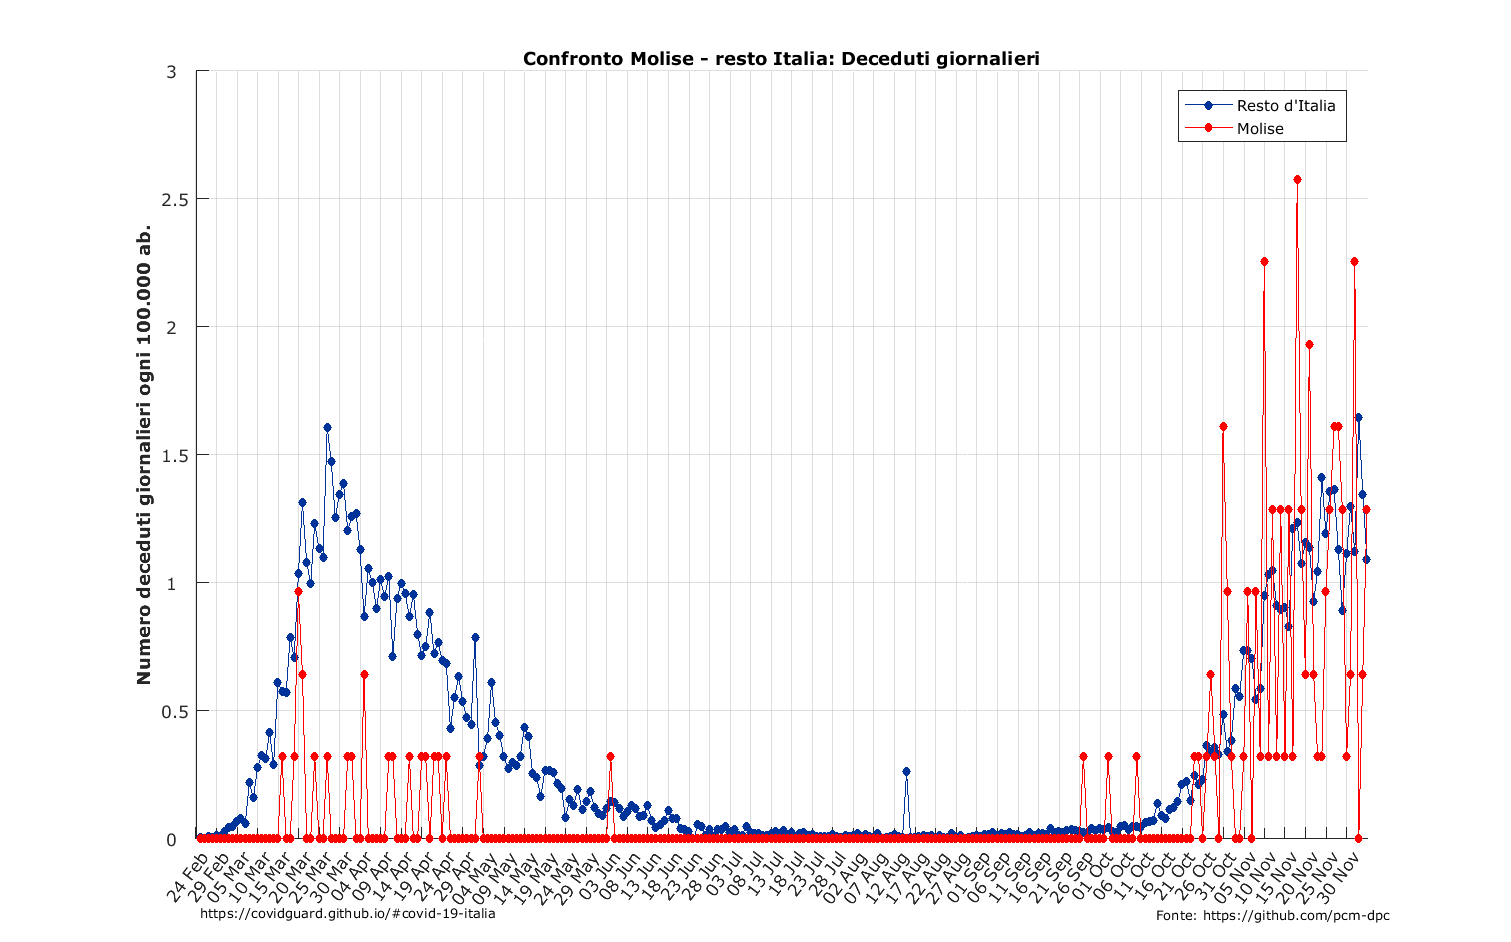 Confronto Molise - resto Italia: Deceduti giornalieri
Resto d'Italia
Molise
Numero deceduti giornalieri ogni 100.000 ab.
3
2.5
2
1.5
1
0.5
0
24 Feb
29 Feb
05 Mar
10 Mar
15 Mar
20 Mar
25 Mar
30 Mar
04 Apr
09 Apr
14 Apr
19 Apr
24 Apr
29 Apr
04 May
09 May
14 May
19 May
24 May
29 May
03 Jun
08 Jun
13 Jun
18 Jun
23 Jun
28 Jun
03 Jul
08 Jul
13 Jul
18 Jul
23 Jul
28 Jul
02 Aug
07 Aug
12 Aug
17 Aug
22 Aug
27 Aug
01 Sep
06 Sep
11 Sep
16 Sep
21 Sep
26 Sep
01 Oct
06 Oct
11 Oct
16 Oct
21 Oct
26 Oct
31 Oct
05 Nov
10 Nov
15 Nov
20 Nov
25 Nov
30 Nov
https://covidguard.github.io/#covid-19-italia
Fonte: https://github.com/pcm-dpc